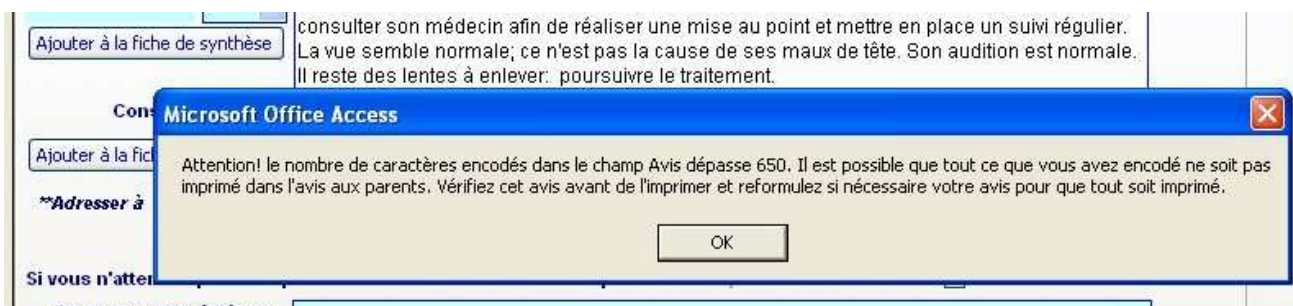 consulter son médecin afin de réaliser une mise au point et mettre en place un suivi régulier.
Ajouter à la fiche de synthèse
La vue semble normale; ce n'est pas la cause de ses maux de tête. Son audition est normale.
Il reste des lentes à enlever: poursuivre le traitement.
Microsoft Office Access
Ajouter à la
Attention! le nombre de caractères encodés dans le champ Avis dépasse 650. Il est possible que tout ce que vous avez encodé ne soit pas
imprimé dans l'avis aux parents. Vérifiez cet avis avant de l'imprimer et reformulez si nécessaire votre avis pour que tout soit imprimé.
**Adresser à
OK
Si vous